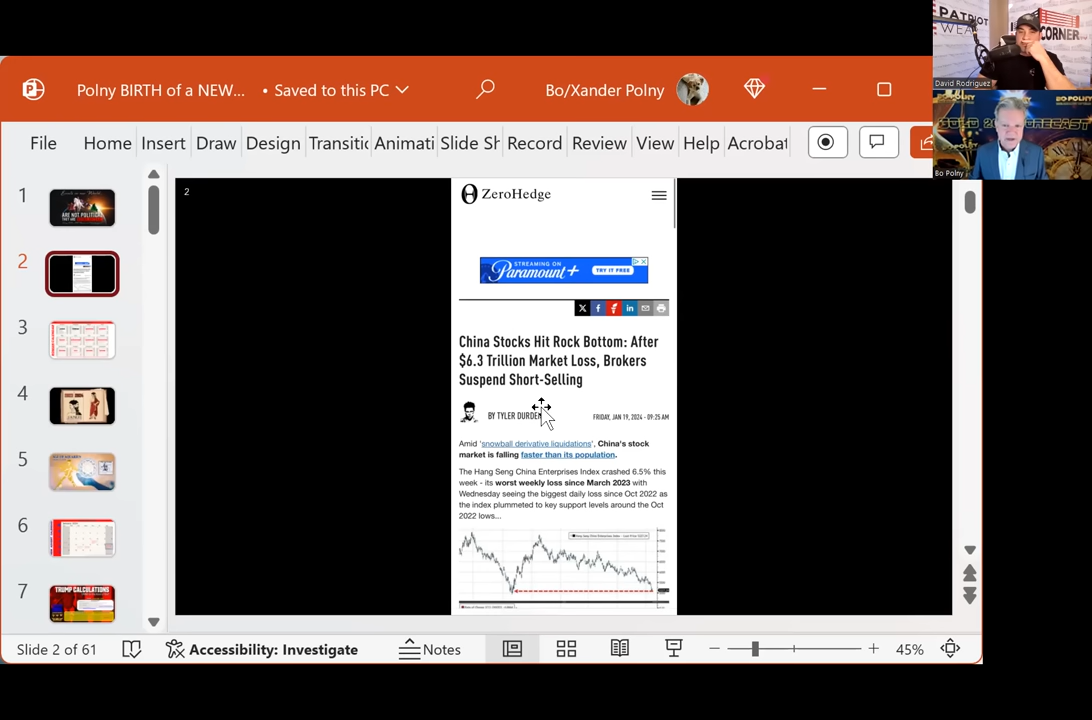 Polny BIRTH of a NEW... • Saved to this PC
Bo/Xander Polny
File Home Insert Draw Design Transitic Animati Slide Sh Record Review View Help Acrobat
PATRIOT
CORNER
David Rodriguez
BO POLNY
Bo Polny
1
2
3
4
5
6
7
ARE NOT POLITICAL
TRUMP CALCULATIONS
2
ZeroHedge
STREAMING ON
Paramount+
TRY IT FREE
China Stocks Hit Rock Bottom: After
$6.3 Trillion Market Loss, Brokers
Suspend Short-Selling
BY TYLER DURDEN
FRIDAY, JAN 19, 2024 - 09:25 AM
Amid 'snowball derivative liquidations', China's stock
market is falling faster than its population.
The Hang Seng China Enterprises Index crashed 6.5% this
week - its worst weekly loss since March 2023 with
Wednesday seeing the biggest daily loss since Oct 2022 as
the index plummeted to key support levels around the Oct
2022 lows...
Slide 2 of 61
Accessibility: Investigate
Notes
45%